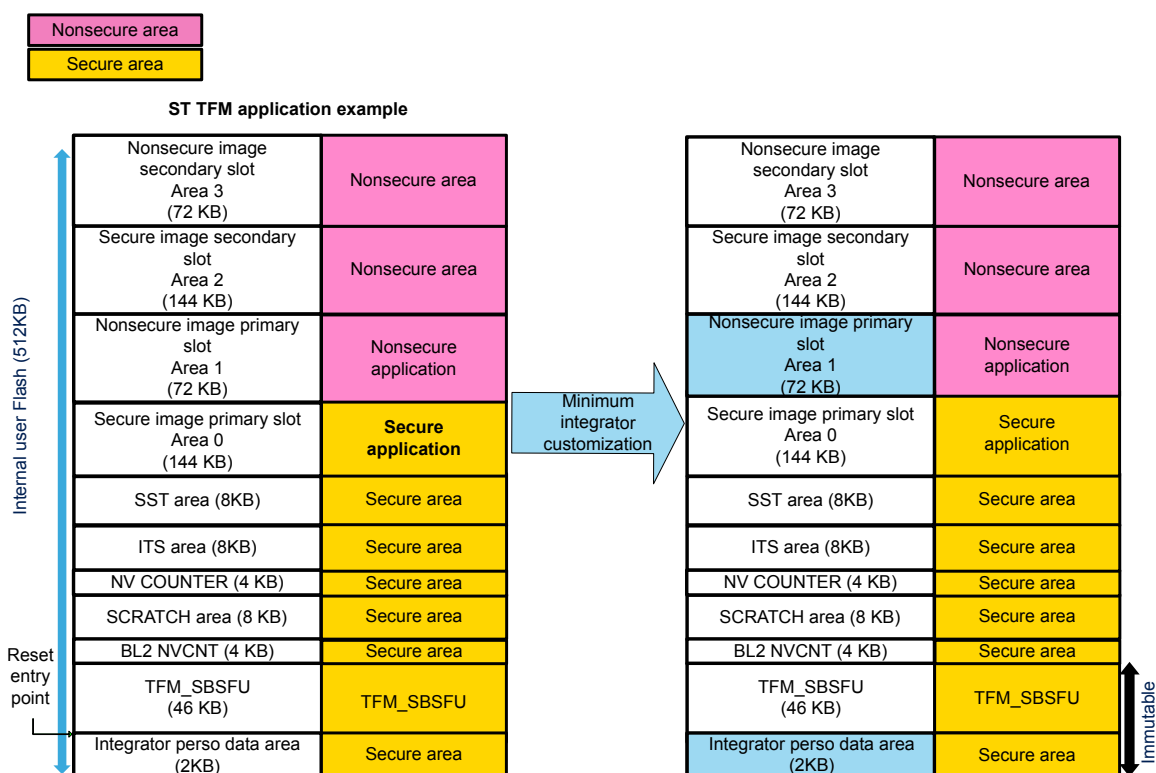 Nonsecure area
Secure area
ST TFM application example
Internal user Flash (512KB)
Reset
entry
point
Nonsecure image
secondary slot
Area 3
(72 KB)
Nonsecure area
Secure image secondary
slot
Area 2
(144 KB)
Nonsecure area
Nonsecure image primary
slot
Area 1
(72 KB)
Nonsecure
application
Secure image primary slot
Area 0
(144 KB)
Secure
application
SST area (8KB)
Secure area
ITS area (8KB)
Secure area
NV COUNTER (4 KB)
Secure area
SCRATCH area (8 KB)
Secure area
BL2 NVCNT (4 KB)
Secure area
TFM_SBSFU
(46 KB)
TFM_SBSFU
Integrator perso data area
(2KB)
Secure area
Minimum
integrator
customization
Nonsecure image
secondary slot
Area 3
(72 KB)
Nonsecure area
Secure image secondary
slot
Area 2
(144 KB)
Nonsecure area
Nonsecure image primary
slot
Area 1
(72 KB)
Nonsecure
application
Secure image primary slot
Area 0
(144 KB)
Secure
application
SST area (8KB)
Secure area
ITS area (8KB)
Secure area
NV COUNTER (4 KB)
Secure area
SCRATCH area (8 KB)
Secure area
BL2 NVCNT (4 KB)
Secure area
TFM_SBSFU
(46 KB)
TFM_SBSFU
Integrator perso data area
(2KB)
Secure area
Immutable